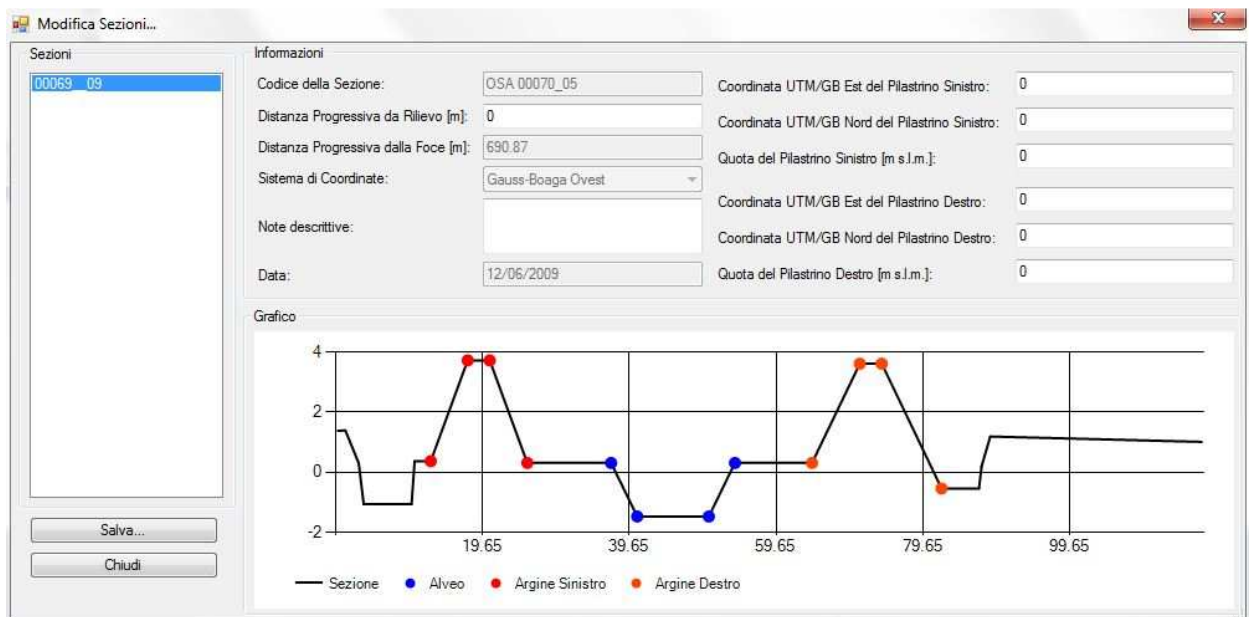 Modifica Sezioni...
Sezioni
00069__09
Salva...
Chiudi
Informazioni
Codice della Sezione: OSA 00070_05
Distanza Progressiva da Rilievo [m]: 0
Distanza Progressiva dalla Foce [m]: 690.87
Sistema di Coordinate: Gauss-Boaga Ovest
Note descrittive:
Data: 12/06/2009
Coordinata UTM/GB Est del Pilastrino Sinistro: 0
Coordinata UTM/GB Nord del Pilastrino Sinistro: 0
Quota del Pilastrino Sinistro [m s.l.m.]: 0
Coordinata UTM/GB Est del Pilastrino Destro: 0
Coordinata UTM/GB Nord del Pilastrino Destro: 0
Quota del Pilastrino Destro [m s.l.m.]: 0
Grafico
4
2
0
-2
19.65 39.65 59.65 79.65 99.65
Sezione Alveo Argine Sinistro Argine Destro